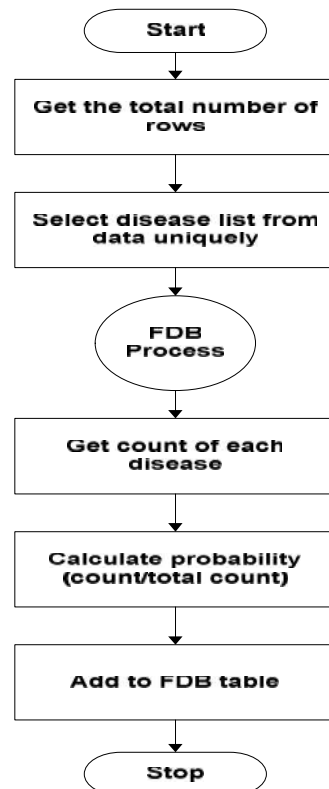 Start
Get the total number of
rows
Select disease list from
data uniquely
FDB
Process
Get count of each
disease
Calculate probability
(count/total count)
Add to FDB table
Stop